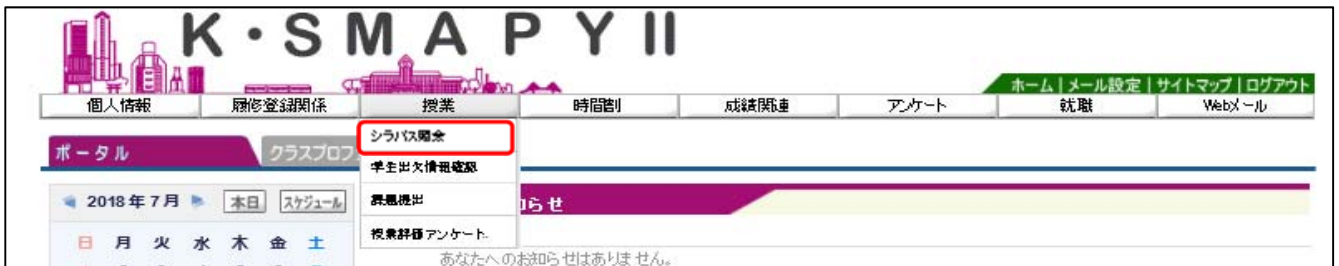 K・SMAPY II
ホーム | メール設定 | サイトマップ | ログアウト
個人情報 履修登録関係 授業 時間割 成績関連 アンケート 就職 Webメール
シラバス照会
ポータル クラスプロフ
学生出欠情報確認
2018年7月 本日 スケジュール 課題提出 らせ
授業評価アンケート
日 月 火 水 木 金 土
あなたへのお知らせはありません。